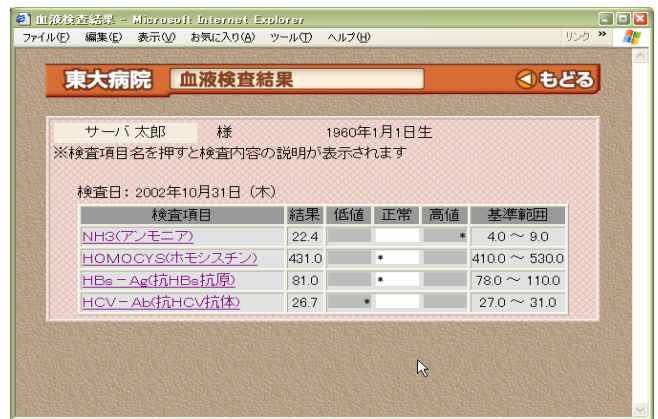 血液検査結果 - Microsoft Internet Explorer
ファイル(F) 編集(E) 表示(V) お気に入り(A) ツール(T) ヘルプ(H) リンク »
東大病院 血液検査結果 もどる
サーバ 太郎 様 1960年1月1日生
※検査項目名を押すと検査内容の説明が表示されます
検査日:2002年10月31日(木)
検査項目 結果 低値 正常 高値 基準範囲
NH3(アンモニア) 22.4 * 4.0 ~ 9.0
HOMOCYS(ホモシスチン) 431.0 * 410.0 ~ 530.0
HBs-Ag(抗HBs抗原) 81.0 * 78.0 ~ 110.0
HCV-Ab(抗HCV抗体) 26.7 * 27.0 ~ 31.0